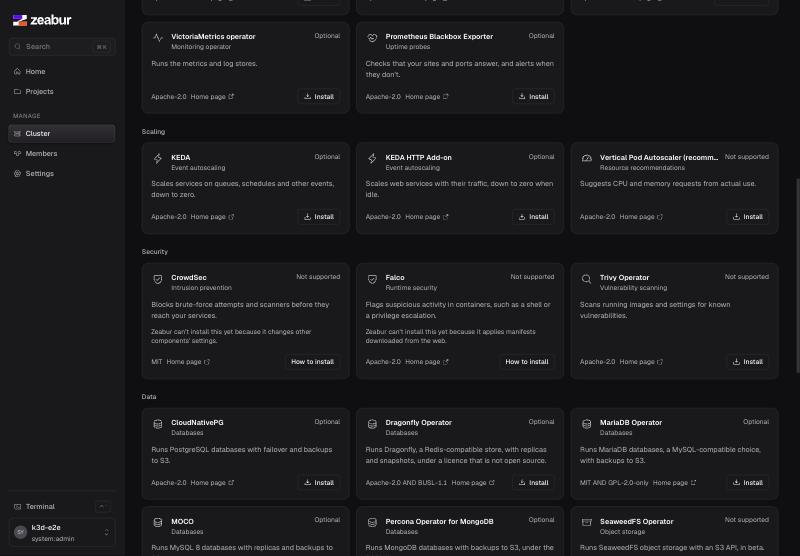 zeabur
Search
⌘K
Home
Projects
MANAGE
Cluster
Members
Settings
Terminal
SY
k3d-e2e
system:admin
VictoriaMetrics operator
Optional
Monitoring operator
Runs the metrics and log stores.
Apache-2.0 Home page
Install
Prometheus Blackbox Exporter
Optional
Uptime probes
Checks that your sites and ports answer, and alerts when
they don't.
Apache-2.0 Home page
Install
Scaling
KEDA
Optional
Event autoscaling
Scales services on queues, schedules and other events,
down to zero.
Apache-2.0 Home page
Install
KEDA HTTP Add-on
Optional
Event autoscaling
Scales web services with their traffic, down to zero when
idle.
Apache-2.0 Home page
Install
Vertical Pod Autoscaler (recomm...
Not supported
Resource recommendations
Suggests CPU and memory requests from actual use.
Apache-2.0 Home page
Install
Security
CrowdSec
Not supported
Intrusion prevention
Blocks brute-force attempts and scanners before they
reach your services.
Zeabur can't install this yet because it changes other
components' settings.
MIT Home page
How to install
Falco
Not supported
Runtime security
Flags suspicious activity in containers, such as a shell or
a privilege escalation.
Zeabur can't install this yet because it applies manifests
downloaded from the web.
Apache-2.0 Home page
How to install
Trivy Operator
Not supported
Vulnerability scanning
Scans running images and settings for known
vulnerabilities.
Apache-2.0 Home page
Install
Data
CloudNativePG
Optional
Databases
Runs PostgreSQL databases with failover and backups
to S3.
Apache-2.0 Home page
Install
Dragonfly Operator
Optional
Databases
Runs Dragonfly, a Redis-compatible store, with replicas
and snapshots, under a licence that is not open source.
Apache-2.0 AND BUSL-1.1 Home page
Install
MariaDB Operator
Optional
Databases
Runs MariaDB databases, a MySQL-compatible choice,
with backups to S3.
MIT AND GPL-2.0-only Home page
Install
MOCO
Optional
Databases
Runs MySQL 8 databases with replicas and backups to
Percona Operator for MongoDB
Optional
Databases
Runs MongoDB databases with backups to S3, under the
SeaweedFS Operator
Not supported
Object storage
Runs SeaweedFS object storage with an S3 API, in beta.